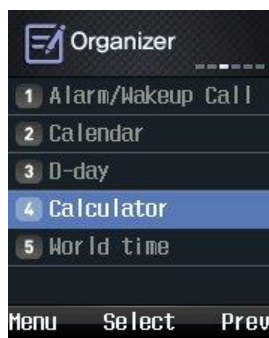 Organizer
1 Alarm/Wakeup Call
2 Calendar
3 D-day
4 Calculator
5 World time
Menu Select Prev